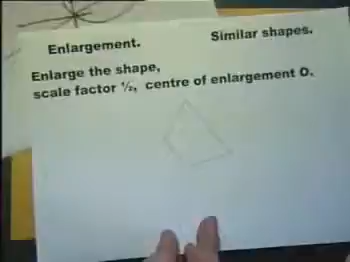 Enlargement.
Similar shapes.
Enlarge the shape,
scale factor ½, centre of enlargement O.